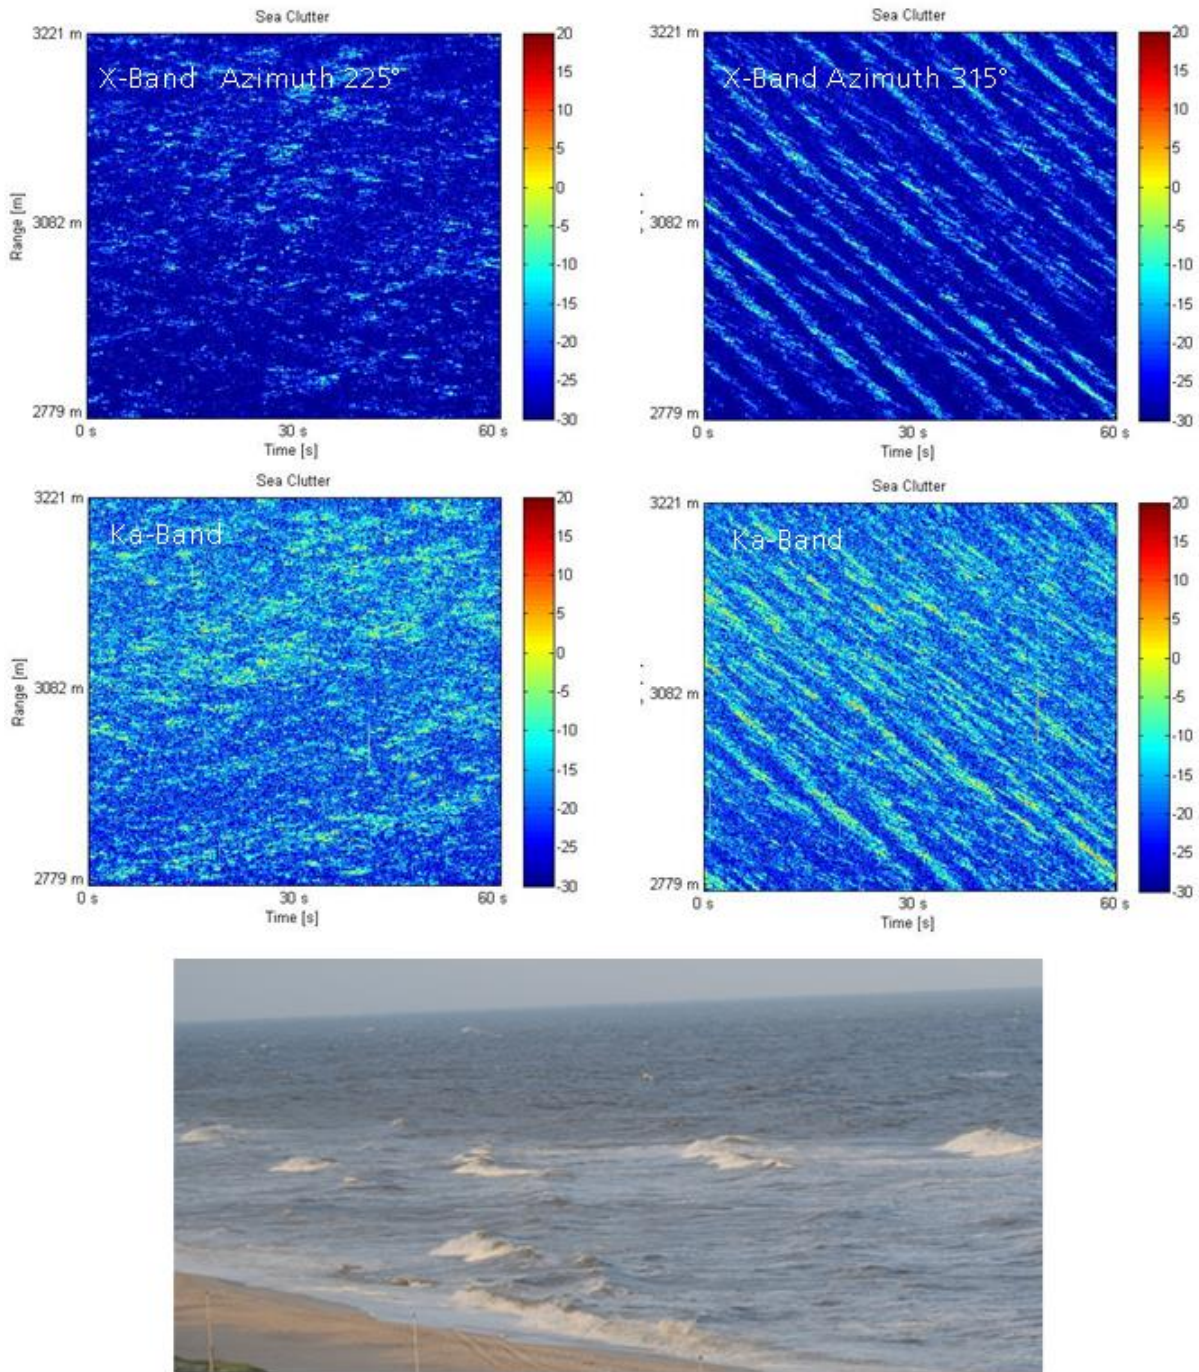 Sea Clutter
3221 m
X-Band Azimuth 225°
Range [m]
3082 m
2779 m
0 s
30 s
60 s
Time [s]
20
15
10
5
0
-5
-10
-15
-20
-25
-30
Sea Clutter
3221 m
X-Band Azimuth 315°
3082 m
2779 m
0 s
30 s
60 s
Time [s]
20
15
10
5
0
-5
-10
-15
-20
-25
-30
Sea Clutter
3221 m
Ka-Band
Range [m]
3082 m
2779 m
0 s
30 s
60 s
Time [s]
20
15
10
5
0
-5
-10
-15
-20
-25
-30
Sea Clutter
3221 m
Ka-Band
3082 m
2779 m
0 s
30 s
60 s
Time [s]
20
15
10
5
0
-5
-10
-15
-20
-25
-30